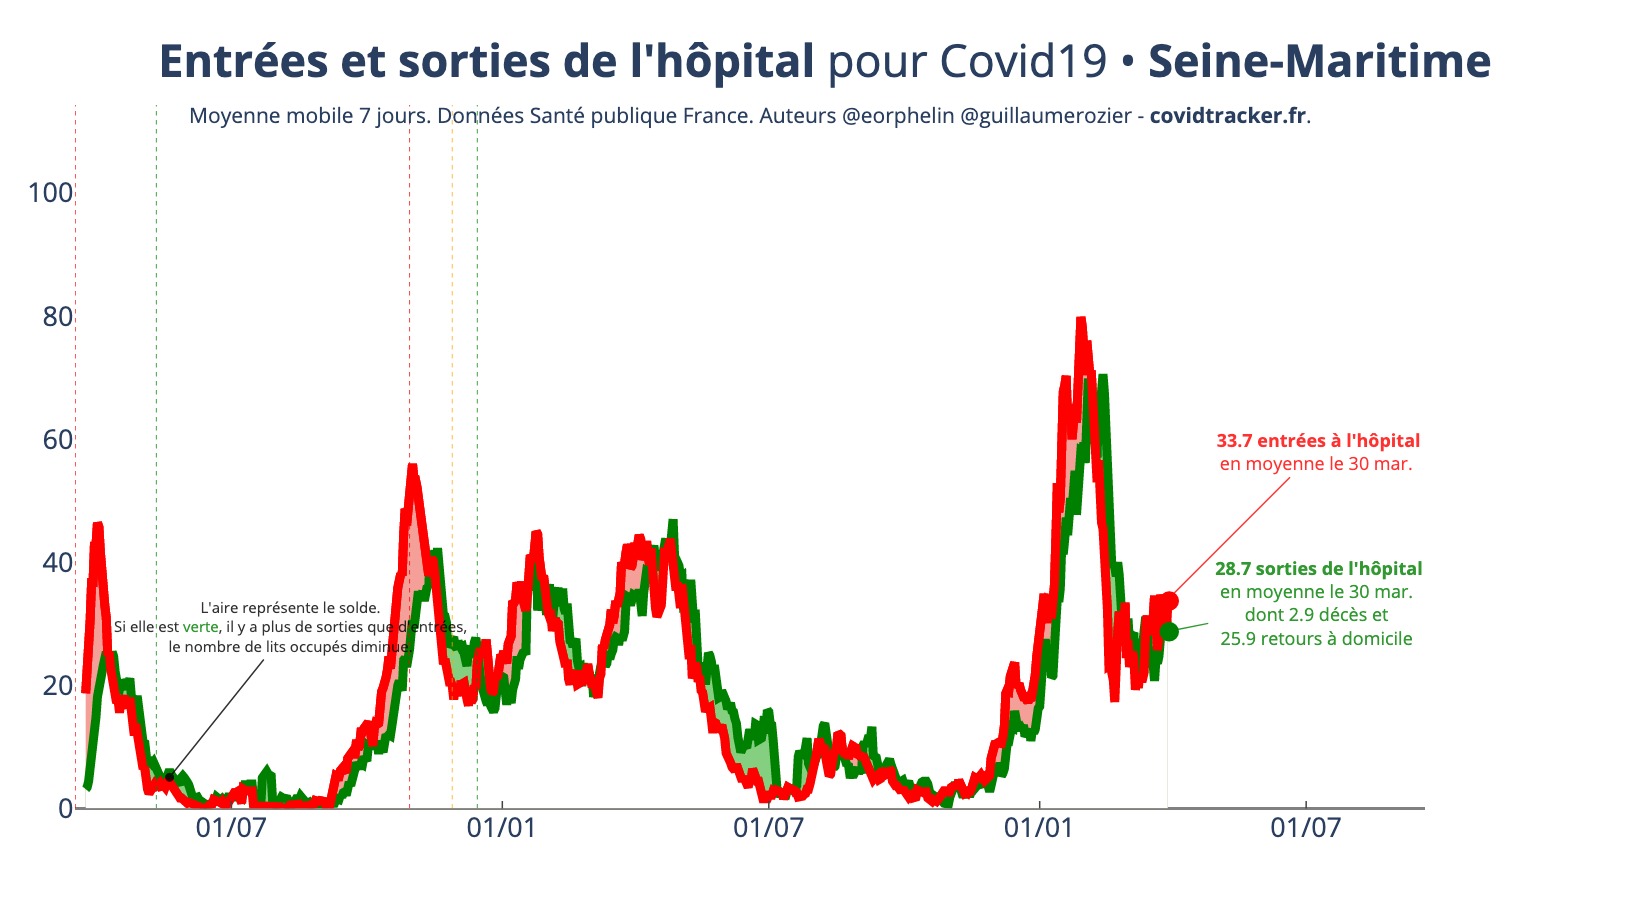 Entrées et sorties de l'hôpital pour Covid19 • Seine-Maritime
Moyenne mobile 7 jours. Données Santé publique France. Auteurs @eorphelin @guillaumerozier - covidtracker.fr.
100
80
60
40
20
0
33.7 entrées à l'hôpital
en moyenne le 30 mar.
28.7 sorties de l'hôpital
en moyenne le 30 mar.
dont 2.9 décès et
25.9 retours à domicile
L'aire représente le solde.
Si elle est verte, il y a plus de sorties que d'entrées,
le nombre de lits occupés diminue.
01/07 01/01 01/07 01/01 01/07